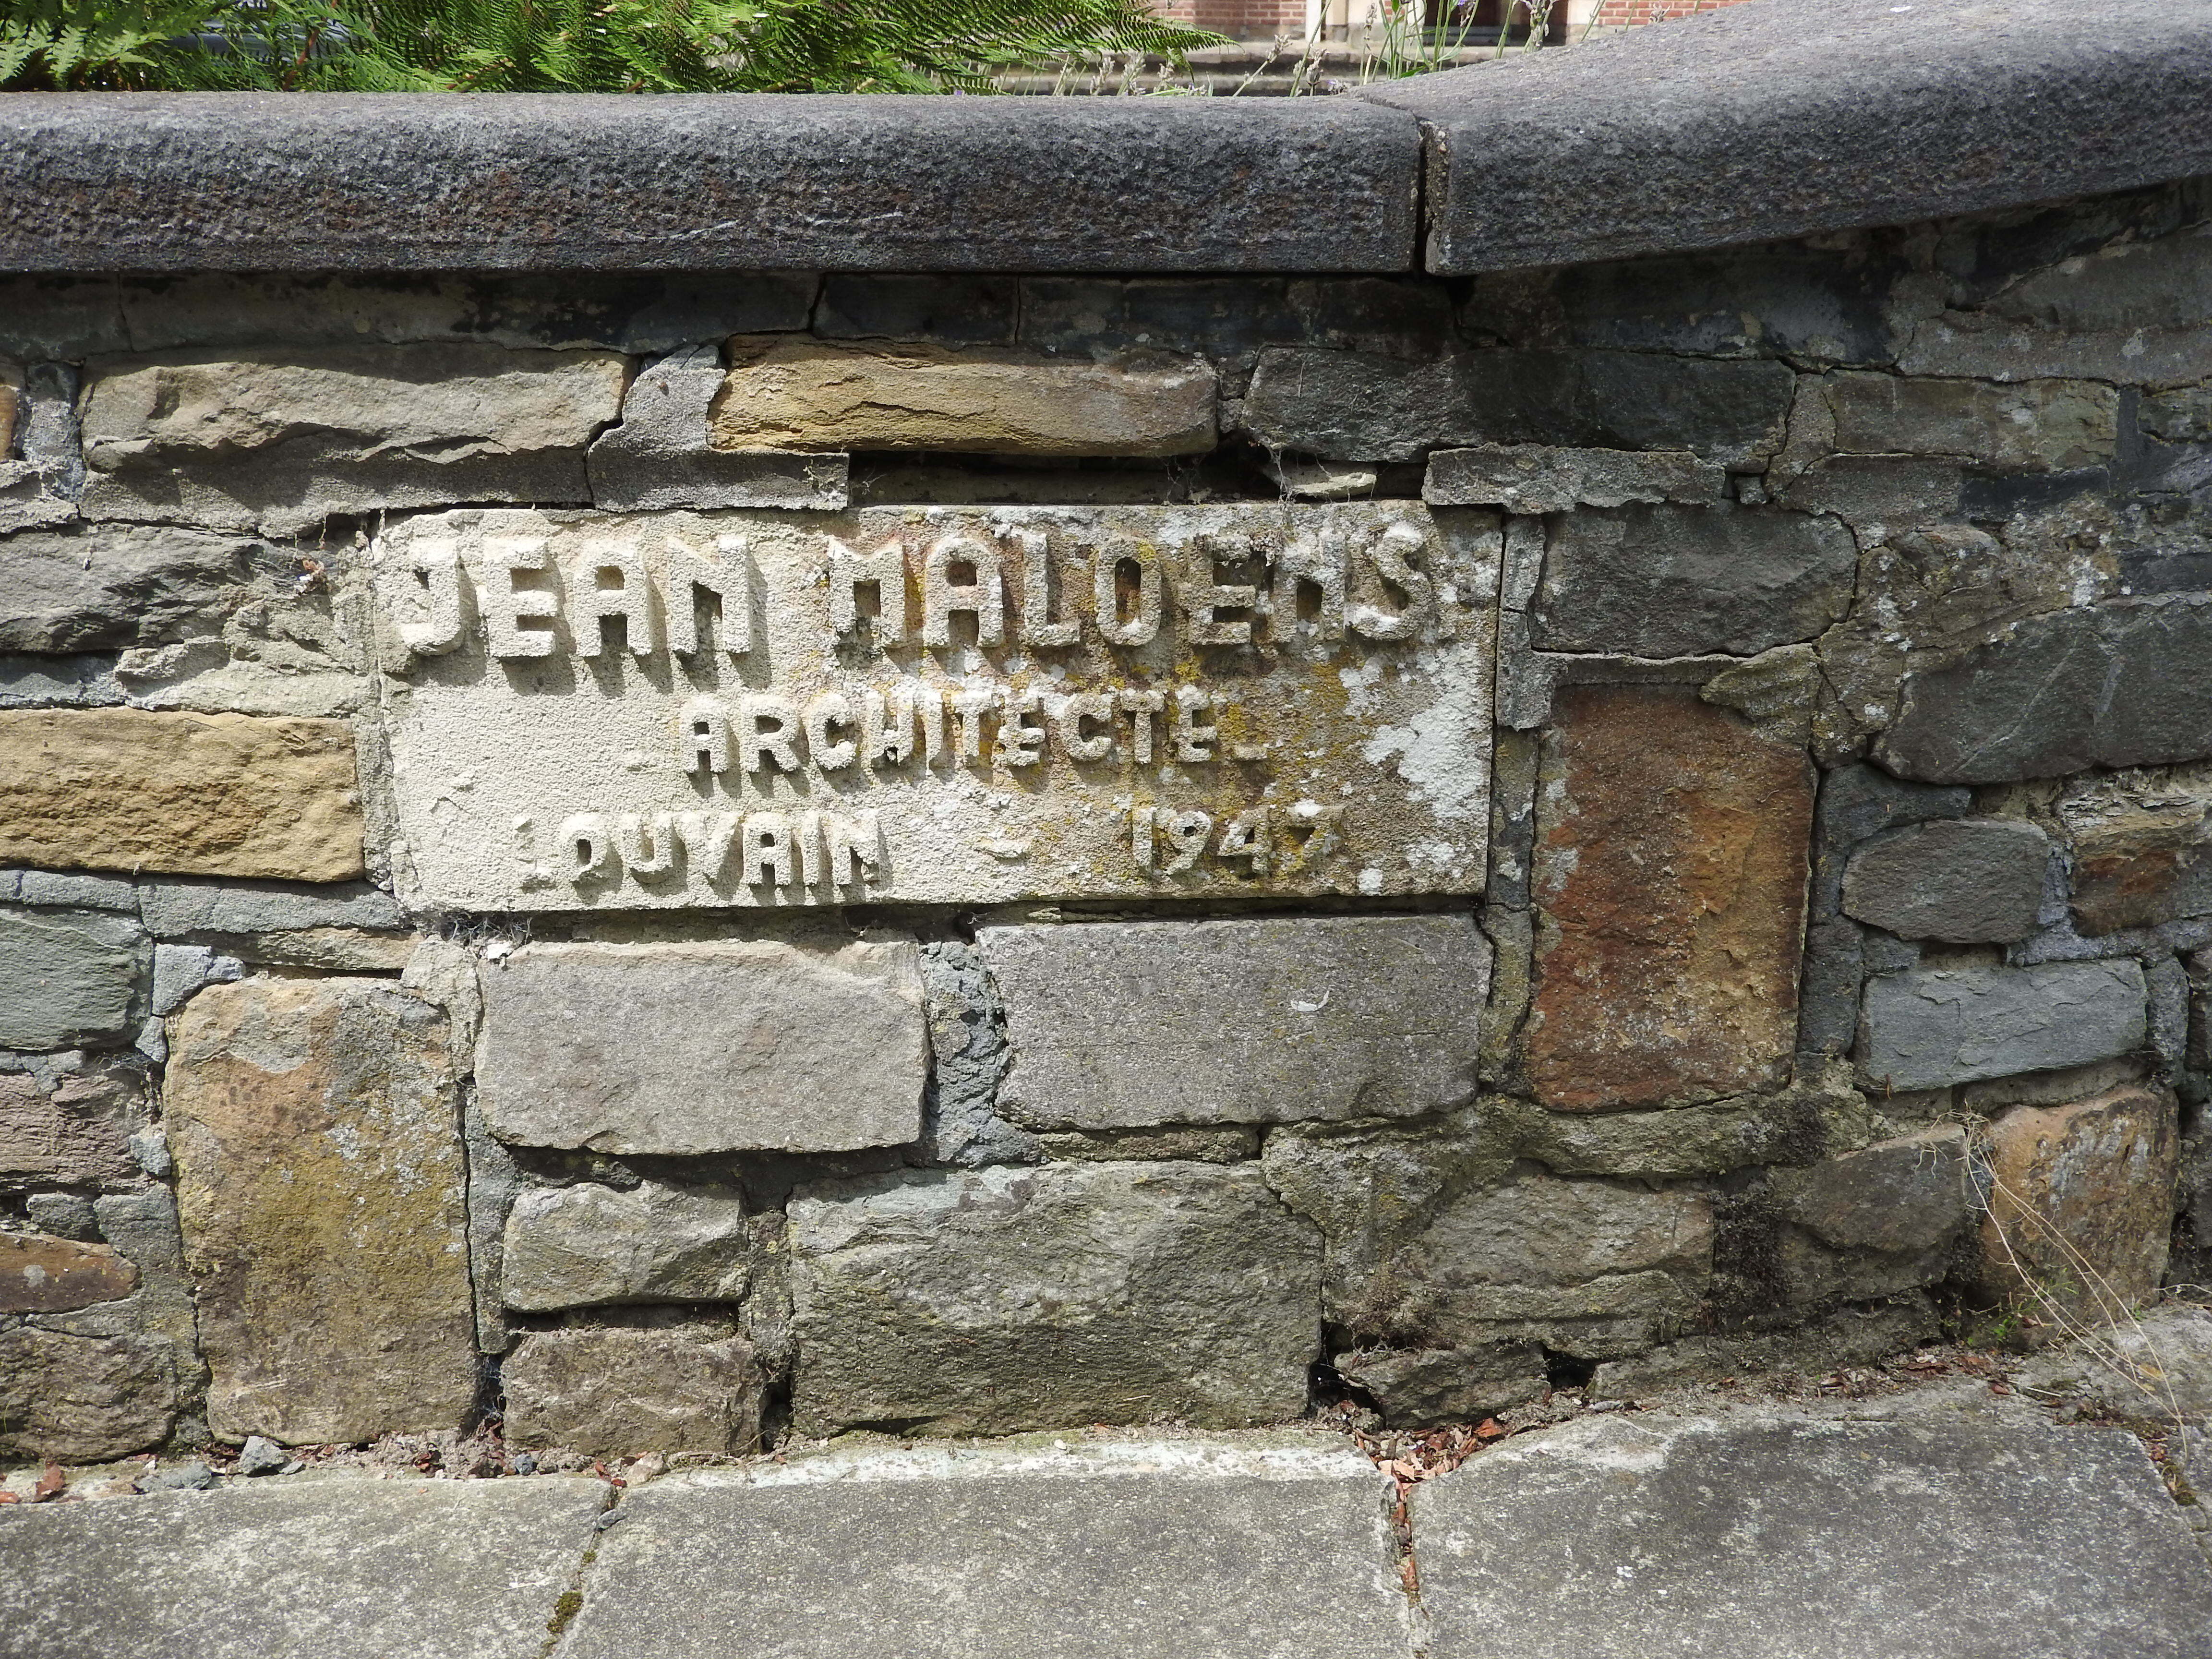 JEAN MALOENS
ARCHITECTE
LOUVAIN - 1947